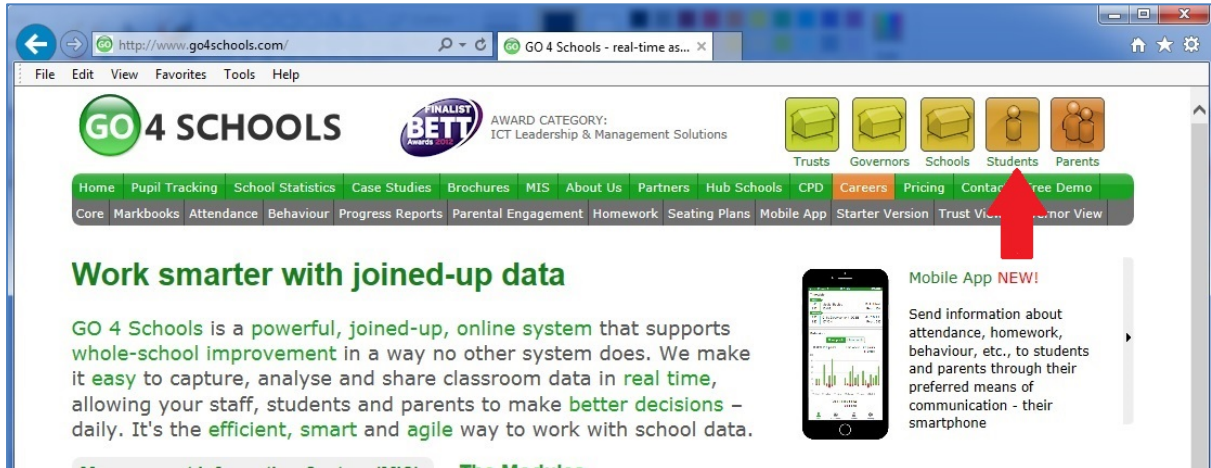 http://www.go4schools.com/
GO 4 Schools - real-time as...
File Edit View Favorites Tools Help
GO 4 SCHOOLS
FINALIST
BETT
Awards 2012
AWARD CATEGORY:
ICT Leadership & Management Solutions
Trusts Governors Schools Students Parents
Home Pupil Tracking School Statistics Case Studies Brochures MIS About Us Partners Hub Schools CPD Careers Pricing Contact Free Demo
Core Markbooks Attendance Behaviour Progress Reports Parental Engagement Homework Seating Plans Mobile App Starter Version Trust View View
Work smarter with joined-up data
GO 4 Schools is a powerful, joined-up, online system that supports
whole-school improvement in a way no other system does. We make
it easy to capture, analyse and share classroom data in real time,
allowing your staff, students and parents to make better decisions –
daily. It's the efficient, smart and agile way to work with school data.
Mobile App NEW!
Send information about
attendance, homework,
behaviour, etc., to students
and parents through their
preferred means of
communication - their
smartphone
The Modules